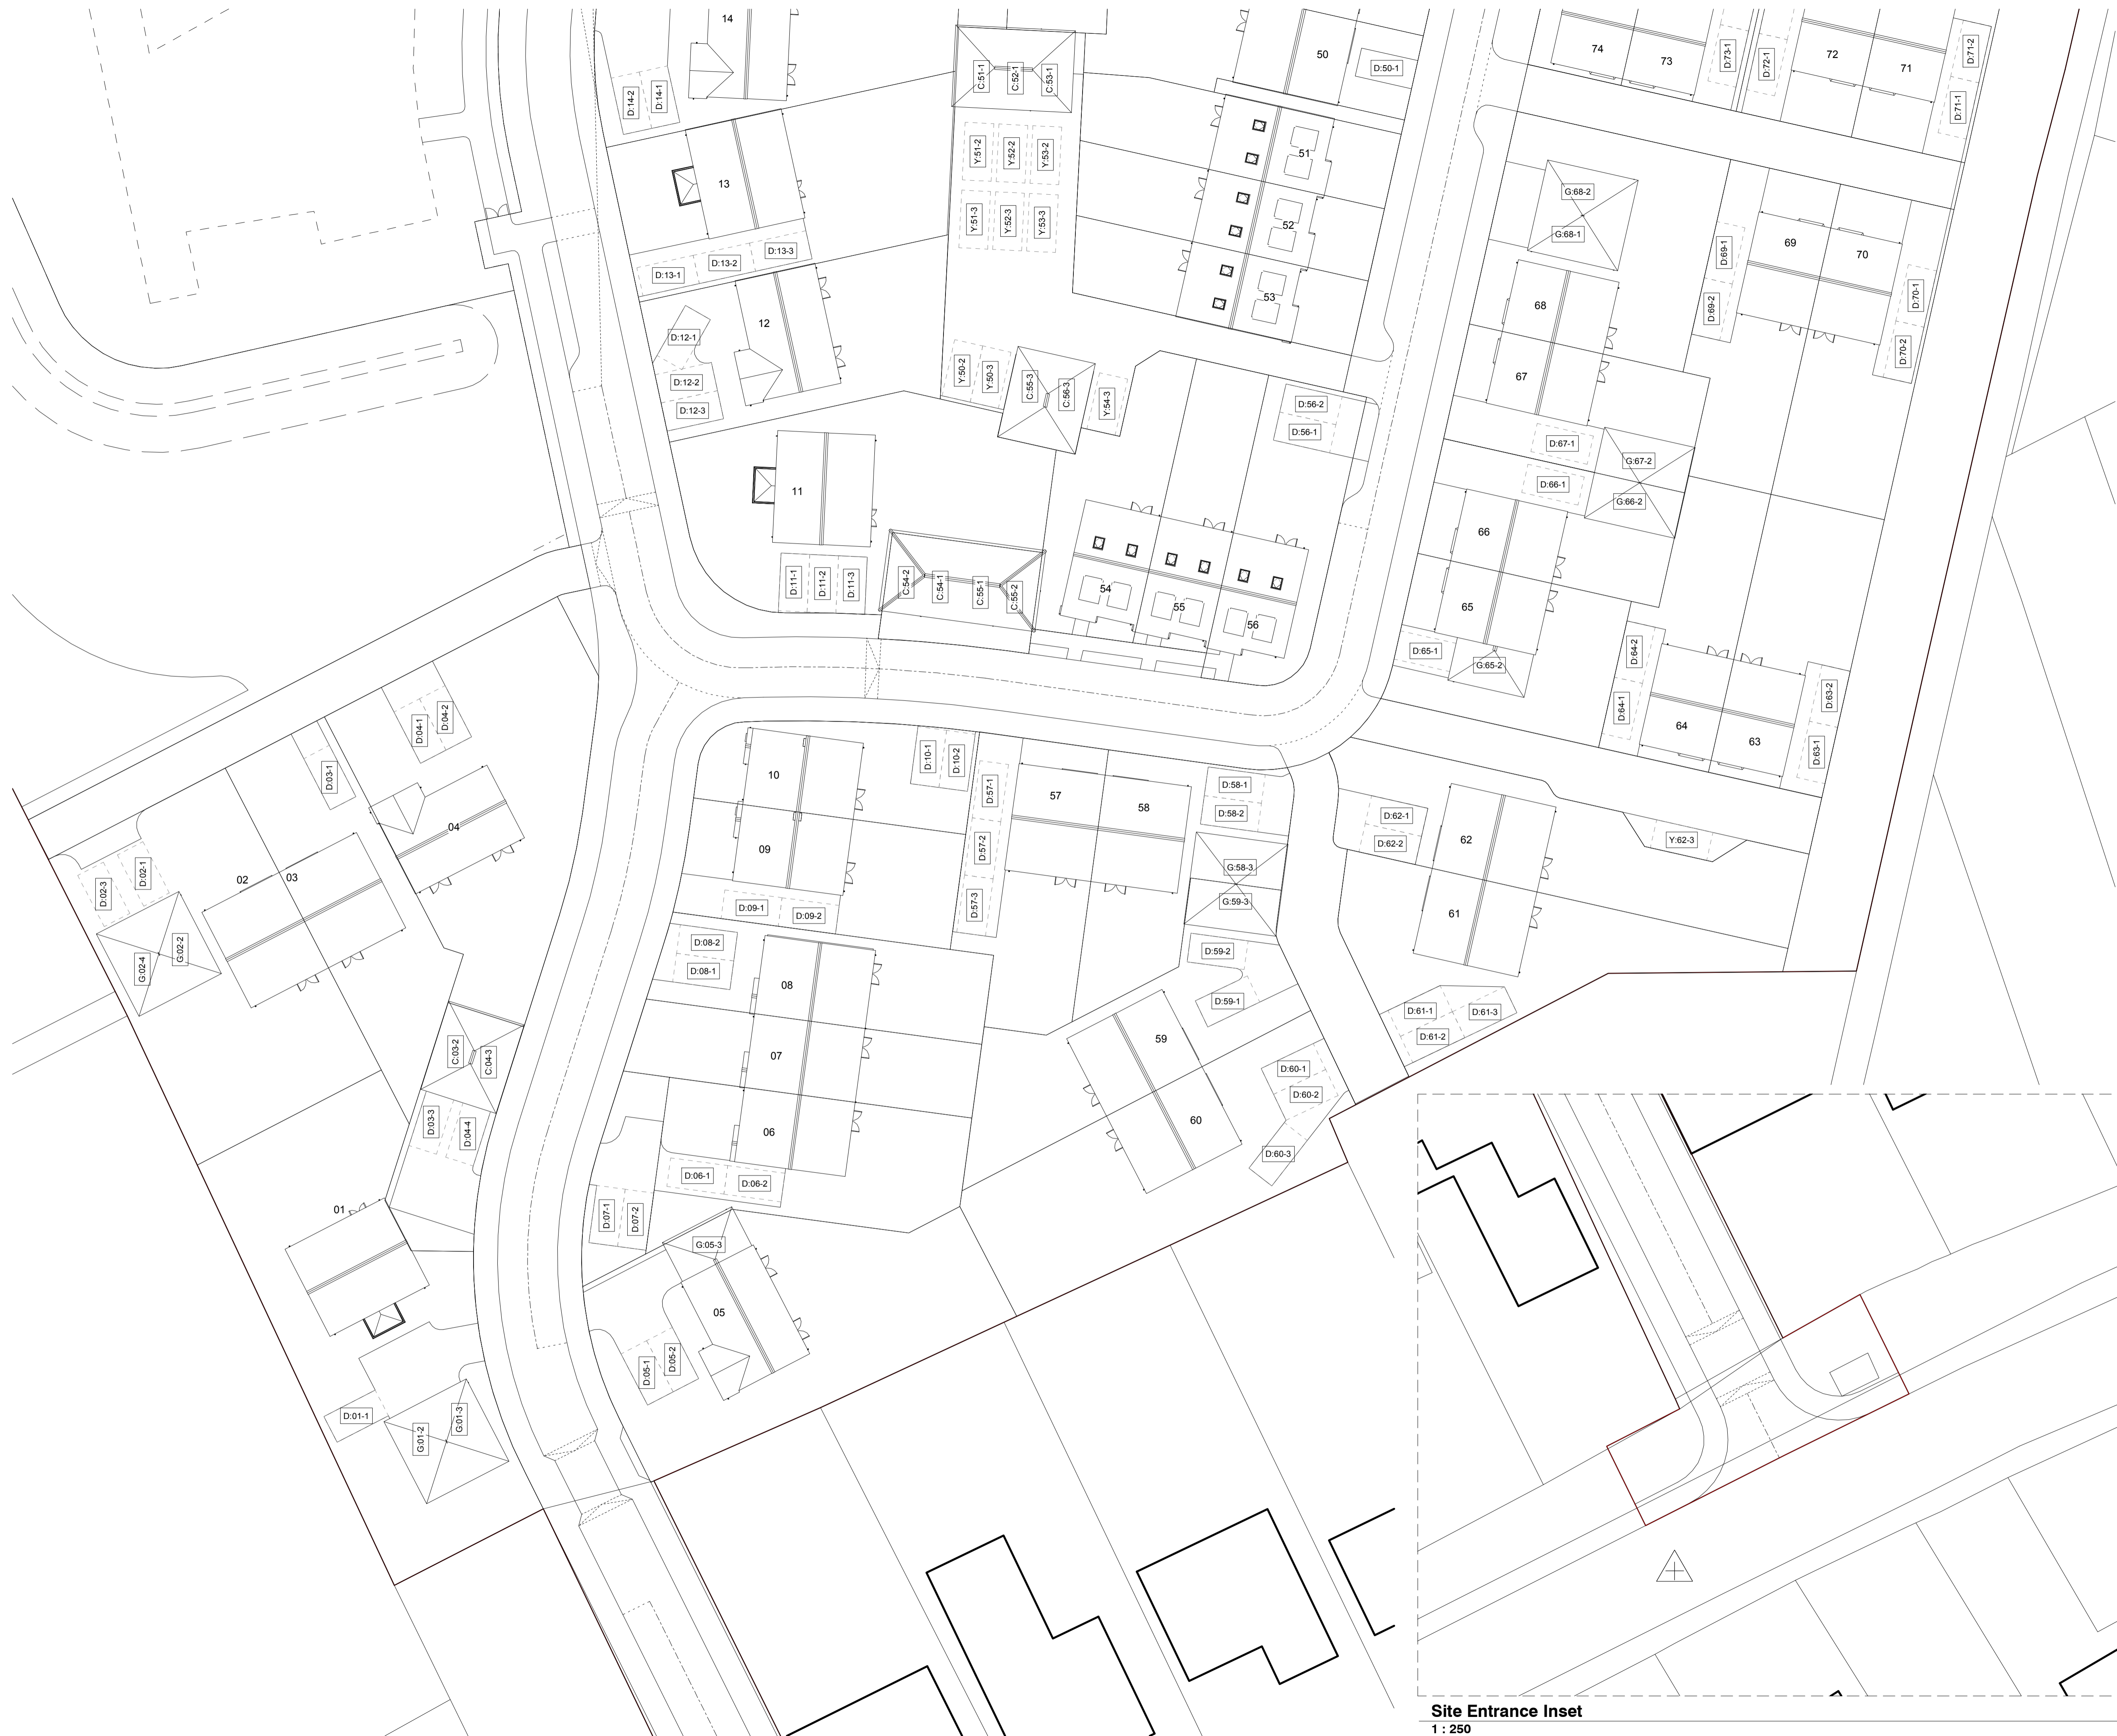 14
50
D:50-1
74
73
D:73-1
D:72-1
72
71
D:71-2
D:71-1
D:14-2
D:14-1
C:51-1
C:52-1
C:53-1
Y:51-2
Y:52-2
Y:53-2
Y:51-3
Y:52-3
Y:53-3
51
52
53
13
D:13-1
D:13-2
D:13-3
G:68-2
G:68-1
69
70
D:69-1
D:69-2
D:70-1
D:70-2
12
D:12-1
D:12-2
D:12-3
68
67
Y:50-2
Y:50-3
C:55-3
C:56-3
Y:54-3
D:56-2
D:56-1
D:67-1
G:67-2
D:66-1
G:66-2
11
D:11-1
D:11-2
D:11-3
C:54-2
C:54-1
C:55-1
C:55-2
54
55
56
66
65
D:65-1
G:65-2
D:64-2
D:64-1
64
63
D:63-2
D:63-1
D:04-1
D:04-2
D:03-1
04
02
03
D:02-3
D:02-1
G:02-4
G:02-2
10
09
D:10-1
D:10-2
D:57-1
D:57-2
D:57-3
57
58
D:58-1
D:58-2
G:58-3
G:59-3
D:62-1
D:62-2
62
61
Y:62-3
D:09-1
D:09-2
D:08-2
D:08-1
08
07
06
D:59-2
D:59-1
59
60
D:61-1
D:61-3
D:61-2
D:60-1
D:60-2
D:60-3
C:03-2
C:04-3
D:03-3
D:04-4
01
D:06-1
D:06-2
D:07-1
D:07-2
G:05-3
05
D:05-1
D:05-2
D:01-1
G:01-2
G:01-3
Site Entrance Inset
1 : 250